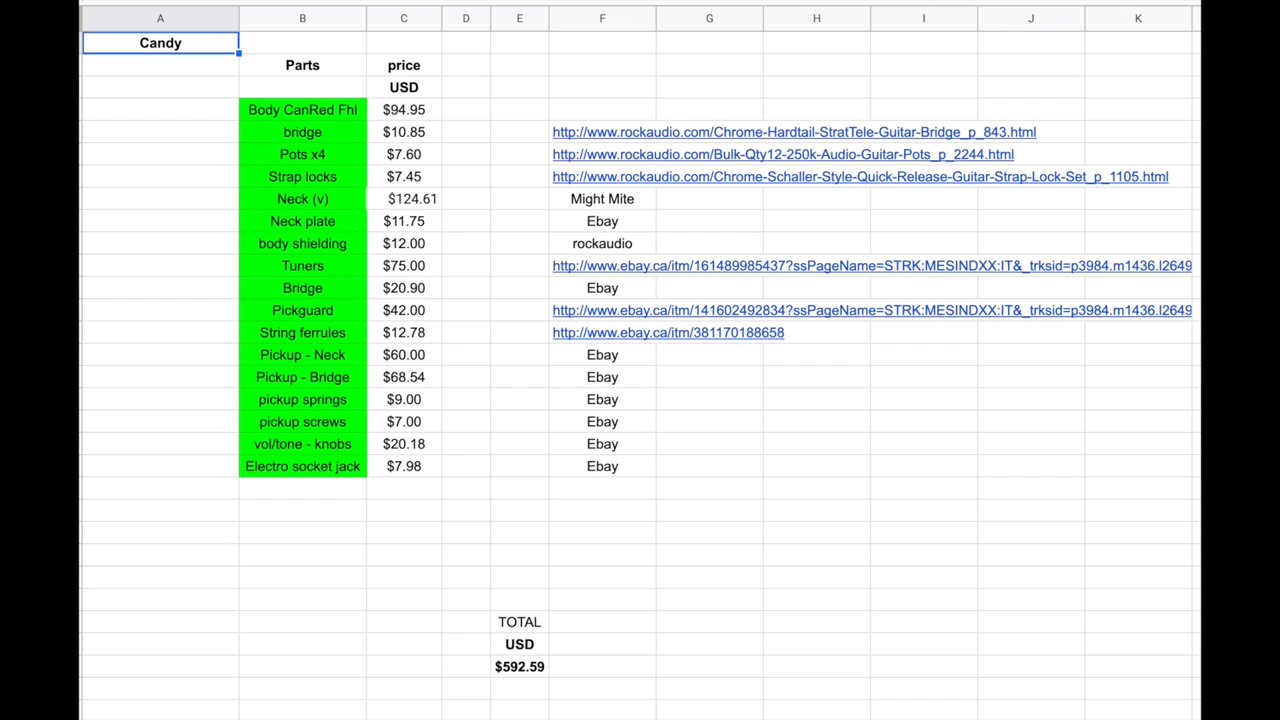 A B C D E F G H I J K
Candy
Parts price
USD
Body CanRed Fhl $94.95
bridge $10.85 http://www.rockaudio.com/Chrome-Hardtail-StratTele-Guitar-Bridge_p_843.html
Pots x4 $7.60 http://www.rockaudio.com/Bulk-Qty12-250k-Audio-Guitar-Pots_p_2244.html
Strap locks $7.45 http://www.rockaudio.com/Chrome-Schaller-Style-Quick-Release-Guitar-Strap-Lock-Set_p_1105.html
Neck (v) $124.61 Might Mite
Neck plate $11.75 Ebay
body shielding $12.00 rockaudio
Tuners $75.00 http://www.ebay.ca/itm/161489985437?ssPageName=STRK:MESINDXX:IT&_trksid=p3984.m1436.l2649
Bridge $20.90 Ebay
Pickguard $42.00 http://www.ebay.ca/itm/141602492834?ssPageName=STRK:MESINDXX:IT&_trksid=p3984.m1436.l2649
String ferrules $12.78 http://www.ebay.ca/itm/381170188658
Pickup - Neck $60.00 Ebay
Pickup - Bridge $68.54 Ebay
pickup springs $9.00 Ebay
pickup screws $7.00 Ebay
vol/tone - knobs $20.18 Ebay
Electro socket jack $7.98 Ebay
TOTAL
USD
$592.59